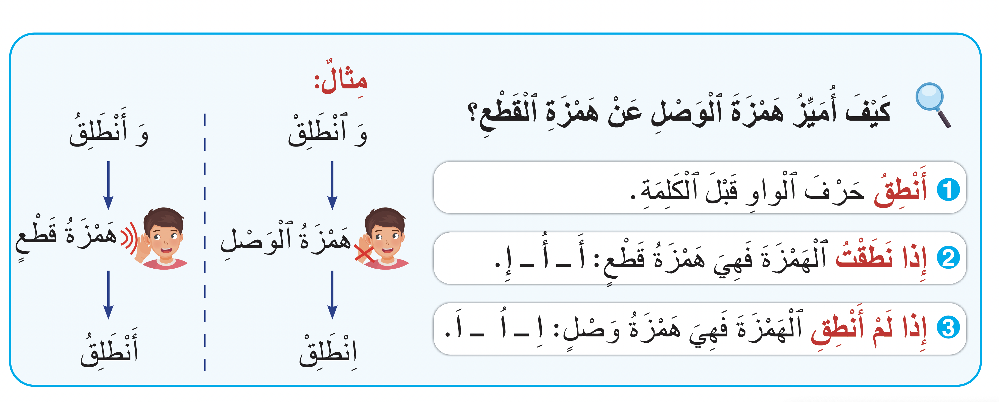 كَيْفَ أُمَيِّزُ هَمْزَةَ ٱلْوَصْلِ عَنْ هَمْزَةِ ٱلْقَطْعِ؟
1 أَنْطِقُ حَرْفَ ٱلْواوِ قَبْلَ ٱلْكَلِمَةِ.
2 إِذا نَطَقْتُ ٱلْهَمْزَةَ فَهِيَ هَمْزَةُ قَطْعٍ: أَ ـ أُ ـ إِ.
3 إِذا لَمْ أَنْطِقِ ٱلْهَمْزَةَ فَهِيَ هَمْزَةُ وَصْلٍ: اِ ـ اُ ـ اَ.
مِثالٌ:
وَ ٱنْطَلِقْ
هَمْزَةُ ٱلْوَصْلِ
اِنْطَلِقْ
وَ أَنْطَلِقُ
هَمْزَةُ قَطْعٍ
أَنْطَلِقُ